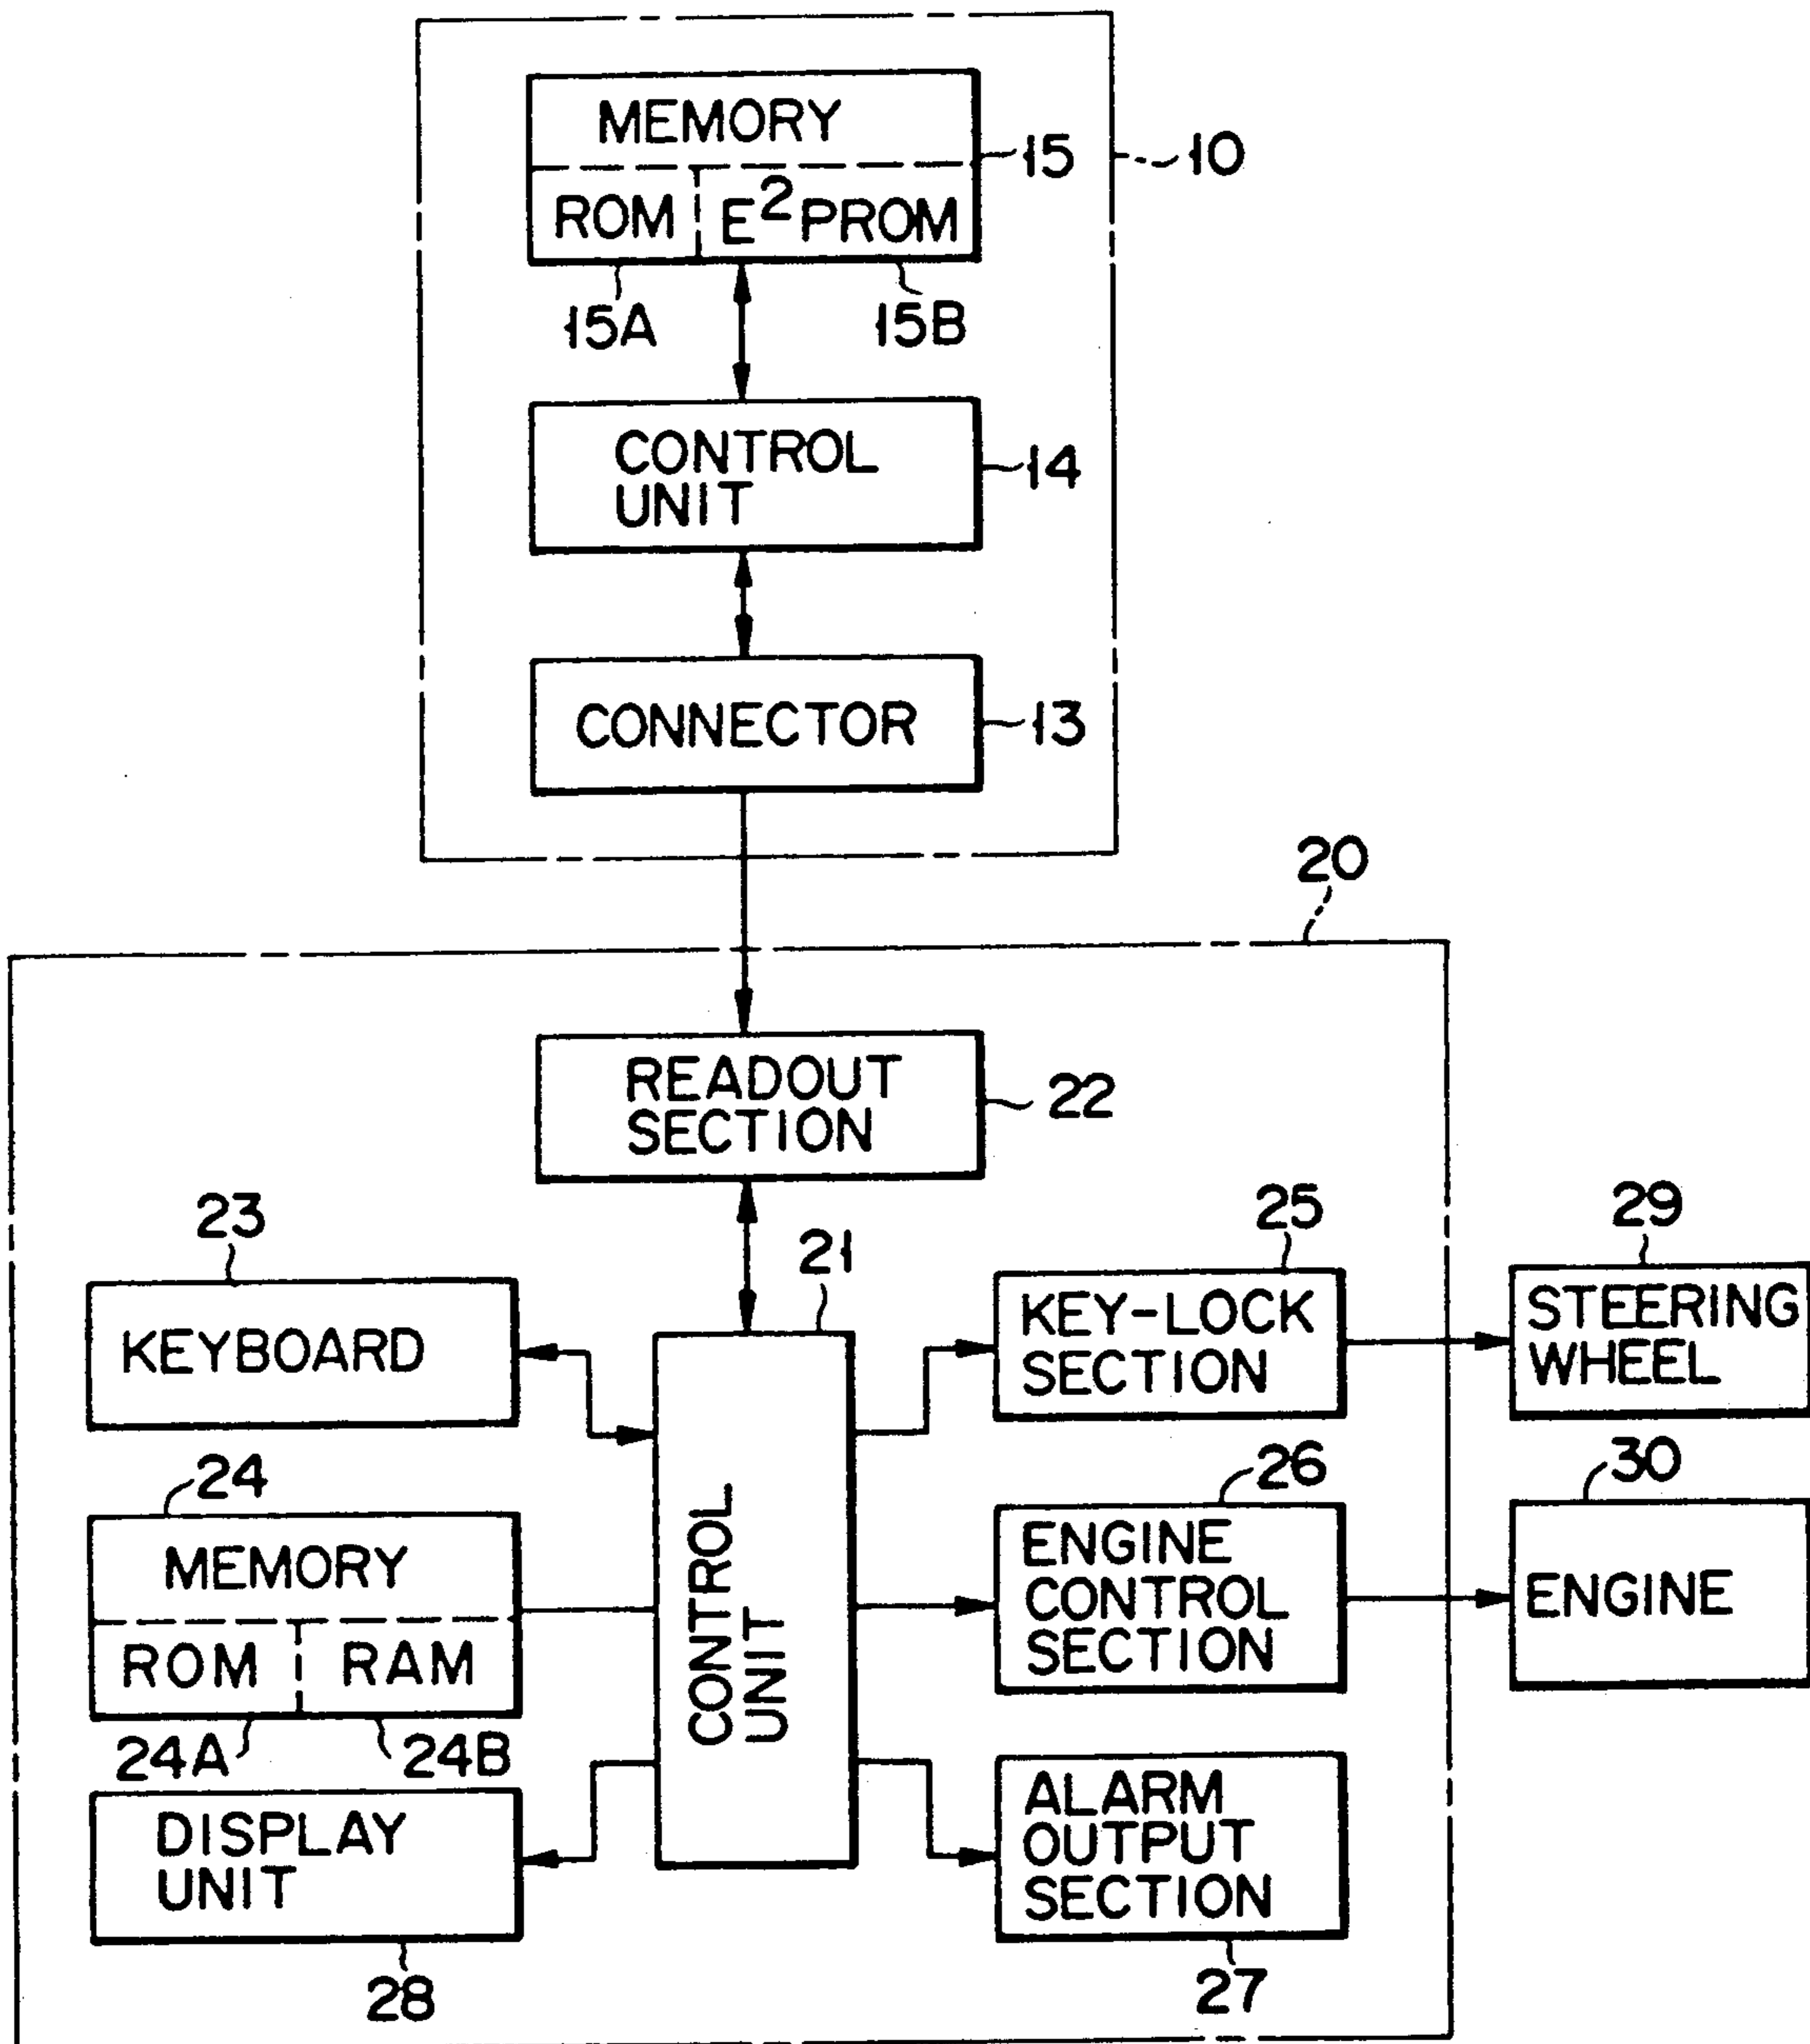 MEMORY
15
10
ROM
E²PROM
15A
15B
CONTROL
UNIT
14
CONNECTOR
13
20
READOUT
SECTION
22
23
21
25
29
KEYBOARD
KEY-LOCK
SECTION
STEERING
WHEEL
24
26
30
MEMORY
ROM
RAM
24A
24B
CONTROL
UNIT
ENGINE
CONTROL
SECTION
ENGINE
DISPLAY
UNIT
28
ALARM
OUTPUT
SECTION
27